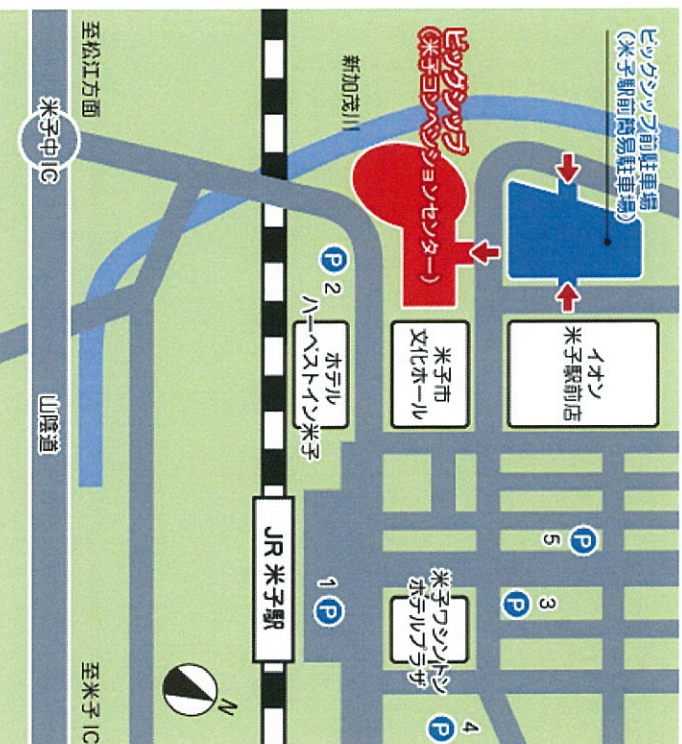 ビッグシップ前駐車場
(米子駅前簡易駐車場)
ビッグシップ
(米子コンベンションセンター)
新加茂川
至松江方面
米子中IC
イオン
米子駅前店
米子市
文化ホール
P 2
ホテル
ハーベストイン米子
山陰道
5 P
3 P
米子ワシントン
ホテルプラザ
1 P
JR 米子駅
4 P
N
至米子IC